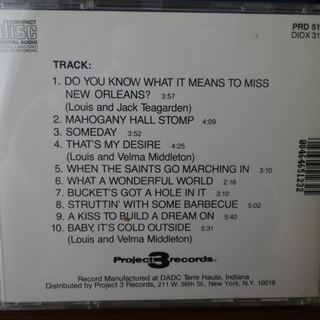 COMPACT
disc
DIGITAL AUDIO
PRD 51
DIDX 31
TRACK:
1. DO YOU KNOW WHAT IT MEANS TO MISS
NEW ORLEANS? 3:57
(Louis and Jack Teagarden)
2. MAHOGANY HALL STOMP 4:09
3. SOMEDAY 3:52
4. THAT'S MY DESIRE 4:25
(Louis and Velma Middleton)
5. WHEN THE SAINTS GO MARCHING IN 3:10
6. WHAT A WONDERFUL WORLD 2:18
7. BUCKET'S GOT A HOLE IN IT 3:10
8. STRUTTIN' WITH SOME BARBECUE 5:02
9. A KISS TO BUILD A DREAM ON 5:40
10. BABY, IT'S COLD OUTSIDE 5:31
(Louis and Velma Middleton)
Project 3 records®
Record Manufactured at DADC Terre Haute, Indiana
Distributed by Project 3 Records, 211 W. 56th Street, New York, N.Y. 10019